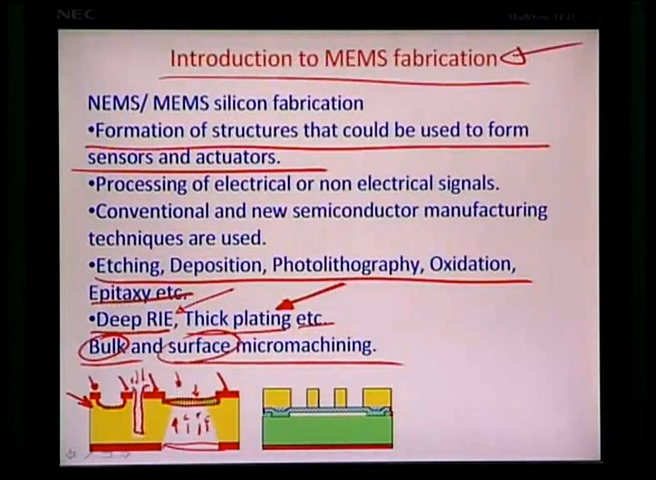 NEC
Introduction to MEMS fabrication
NEMS/ MEMS silicon fabrication
•Formation of structures that could be used to form
sensors and actuators.
•Processing of electrical or non electrical signals.
•Conventional and new semiconductor manufacturing
techniques are used.
•Etching, Deposition, Photolithography, Oxidation,
Epitaxy etc.
•Deep RIE, Thick plating etc.
Bulk and surface micromachining.